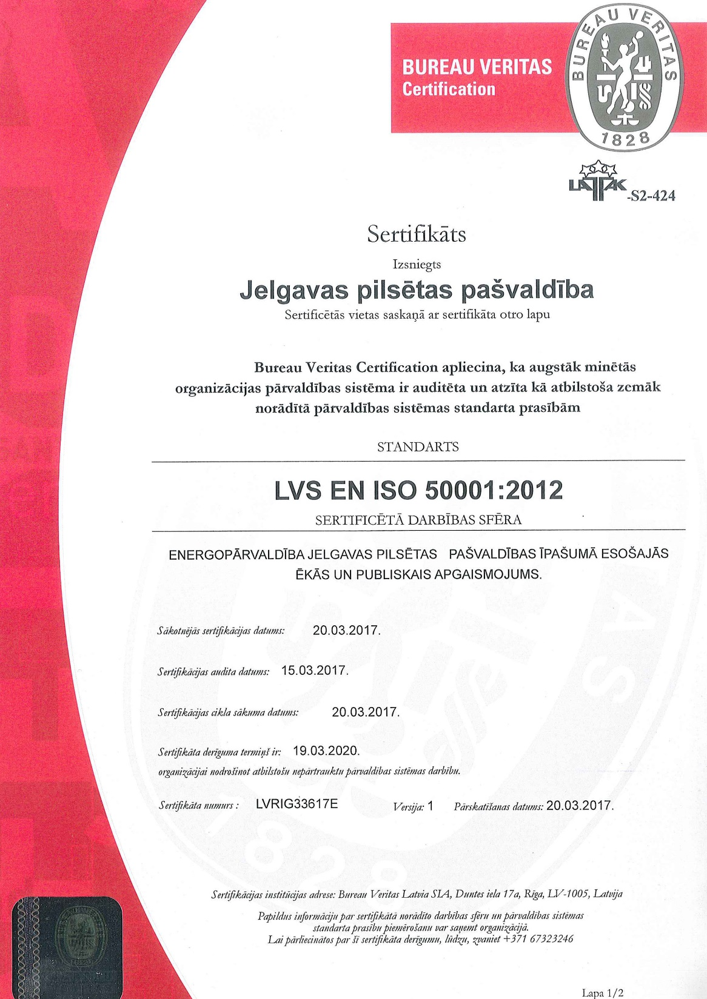 BUREAU VERITAS
Certification
BUREAU VERITAS
1828
LATAK
-S2-424
Sertifikāts
Izsniegts
Jelgavas pilsētas pašvaldība
Sertificētās vietas saskaņā ar sertifikāta otro lapu
Bureau Veritas Certification apliecina, ka augstāk minētās
organizācijas pārvaldības sistēma ir auditēta un atzīta kā atbilstoša zemāk
norādītā pārvaldības sistēmas standarta prasībām
STANDARTS
LVS EN ISO 50001:2012
SERTIFICĒTĀ DARBĪBAS SFĒRA
ENERGOPĀRVALDĪBA JELGAVAS PILSĒTAS PAŠVALDĪBAS ĪPAŠUMĀ ESOŠAJĀS
ĒKĀS UN PUBLISKAIS APGAISMOJUMS.
Sākotnējās sertifikācijas datums: 20.03.2017.
Sertifikācijas audita datums: 15.03.2017.
Sertifikācijas cikla sākuma datums: 20.03.2017.
Sertifikāta derīguma termiņš ir: 19.03.2020.
organizācijai nodrošinot atbilstošu nepārtrauktu pārvaldības sistēmas darbību.
Sertifikāta numurs : LVRIG33617E Versija: 1 Pārskatīšanas datums: 20.03.2017.
Sertifikācijas institūcijas adrese: Bureau Veritas Latvia SIA, Duntes iela 17a, Rīga, LV-1005, Latvija
Papildus informāciju par sertifikātā norādīto darbības sfēru un pārvaldības sistēmas
standarta prasību piemērošanu var saņemt organizācijā.
Lai pārliecinātos par šī sertifikāta derīgumu, lūdzu, zvaniet +371 67323246
Lapa 1/2